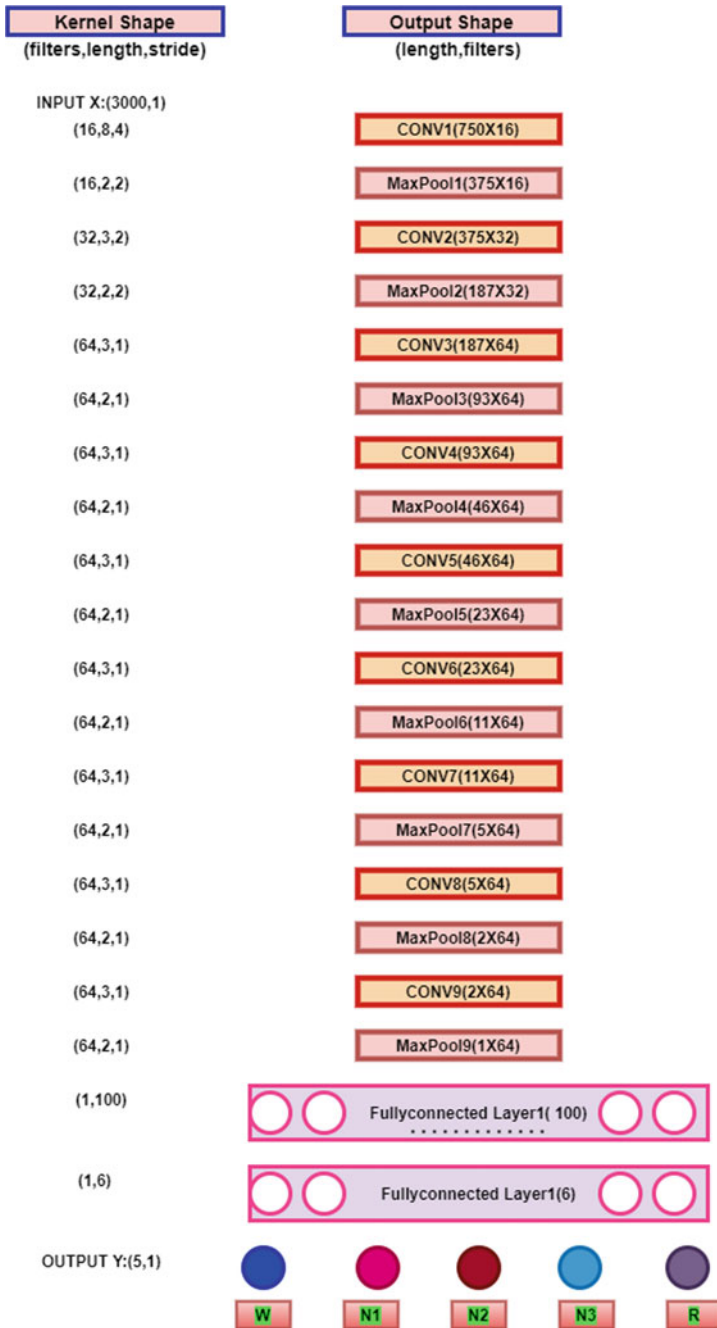 Kernel Shape Output Shape
(filters,length,stride) (length,filters)
INPUT X:(3000,1)
(16,8,4) CONV1(750X16)
(16,2,2) MaxPool1(375X16)
(32,3,2) CONV2(375X32)
(32,2,2) MaxPool2(187X32)
(64,3,1) CONV3(187X64)
(64,2,1) MaxPool3(93X64)
(64,3,1) CONV4(93X64)
(64,2,1) MaxPool4(46X64)
(64,3,1) CONV5(46X64)
(64,2,1) MaxPool5(23X64)
(64,3,1) CONV6(23X64)
(64,2,1) MaxPool6(11X64)
(64,3,1) CONV7(11X64)
(64,2,1) MaxPool7(5X64)
(64,3,1) CONV8(5X64)
(64,2,1) MaxPool8(2X64)
(64,3,1) CONV9(2X64)
(64,2,1) MaxPool9(1X64)
(1,100) Fullyconnected Layer1( 100)
(1,6) Fullyconnected Layer1(6)
OUTPUT Y:(5,1)
W N1 N2 N3 R